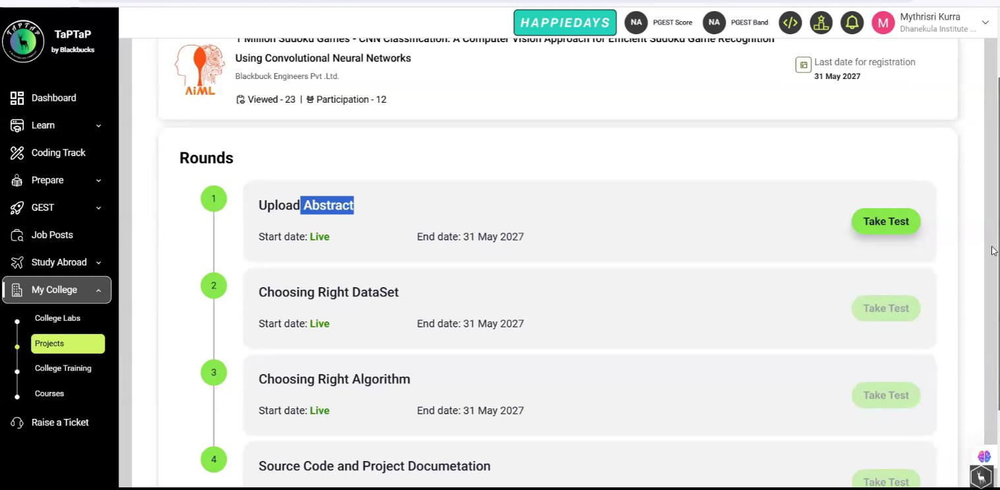 TAPTAP
TaPTaP
by Blackbucks
HAPPIEDAYS
NA
PGEST Score
NA
PGEST Band
M
Mythrisri Kurra
Dhanekula Institute ...
Dashboard
Learn
Coding Track
Prepare
GEST
Job Posts
Study Abroad
My College
College Labs
Projects
College Training
Courses
Raise a Ticket
AiML
1 Million Sudoku Games - CNN Classification: A Computer Vision Approach for Efficient Sudoku Game Recognition
Using Convolutional Neural Networks
Blackbuck Engineers Pvt .Ltd.
Viewed - 23 | Participation - 12
Last date for registration
31 May 2027
Rounds
1
Upload Abstract
Start date: Live End date: 31 May 2027
Take Test
2
Choosing Right DataSet
Start date: Live End date: 31 May 2027
Take Test
3
Choosing Right Algorithm
Start date: Live End date: 31 May 2027
Take Test
4
Source Code and Project Documetation
Take Test